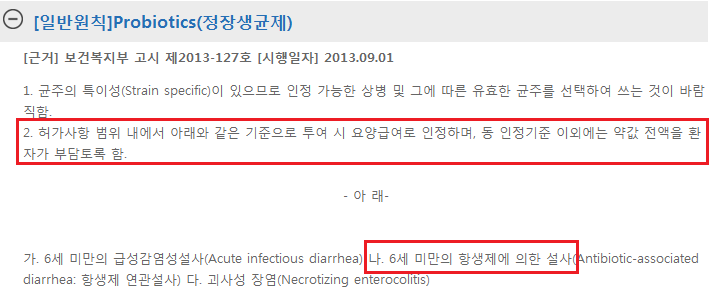 [일반원칙]Probiotics(정장생균제)
[근거] 보건복지부 고시 제2013-127호 [시행일자] 2013.09.01
1. 균주의 특이성(Strain specific)이 있으므로 인정 가능한 상병 및 그에 따른 유효한 균주를 선택하여 쓰는 것이 바람
직함.
2. 허가사항 범위 내에서 아래와 같은 기준으로 투여 시 요양급여로 인정하며, 동 인정기준 이외에는 약값 전액을 환
자가 부담토록 함.
- 아 래-
가. 6세 미만의 급성감염성설사(Acute infectious diarrhea) 나. 6세 미만의 항생제에 의한 설사(Antibiotic-associated
diarrhea: 항생제 연관설사) 다. 괴사성 장염(Necrotizing enterocolitis)